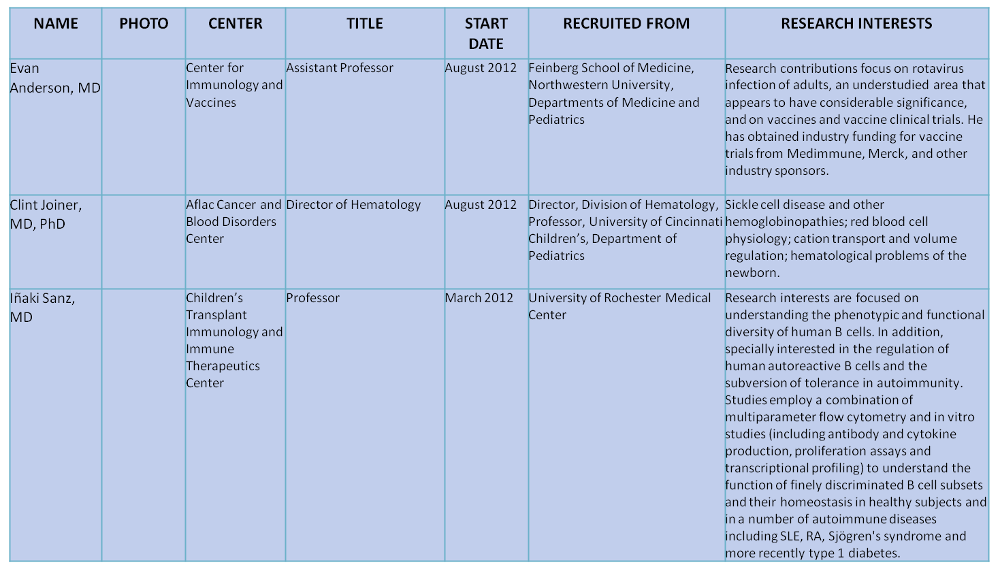 NAME
PHOTO
CENTER
TITLE
START
DATE
RECRUITED FROM
RESEARCH INTERESTS
Evan
Anderson, MD
Center for
Immunology and
Vaccines
Assistant Professor
August 2012
Feinberg School of Medicine,
Northwestern University,
Departments of Medicine and
Pediatrics
Research contributions focus on rotavirus
infection of adults, an understudied area that
appears to have considerable significance,
and on vaccines and vaccine clinical trials. He
has obtained industry funding for vaccine
trials from Medimmune, Merck, and other
industry sponsors.
Clint Joiner,
MD, PhD
Aflac Cancer and
Blood Disorders
Center
Director of Hematology
August 2012
Director, Division of Hematology,
Professor, University of Cincinnati
Children’s, Department of
Pediatrics
Sickle cell disease and other
hemoglobinopathies; red blood cell
physiology; cation transport and volume
regulation; hematological problems of the
newborn.
Iñaki Sanz,
MD
Children’s
Transplant
Immunology and
Immune
Therapeutics
Center
Professor
March 2012
University of Rochester Medical
Center
Research interests are focused on
understanding the phenotypic and functional
diversity of human B cells. In addition,
specially interested in the regulation of
human autoreactive B cells and the
subversion of tolerance in autoimmunity.
Studies employ a combination of
multiparameter flow cytometry and in vitro
studies (including antibody and cytokine
production, proliferation assays and
transcriptional profiling) to understand the
function of finely discriminated B cell subsets
and their homeostasis in healthy subjects and
in a number of autoimmune diseases
including SLE, RA, Sjögren's syndrome and
more recently type 1 diabetes.